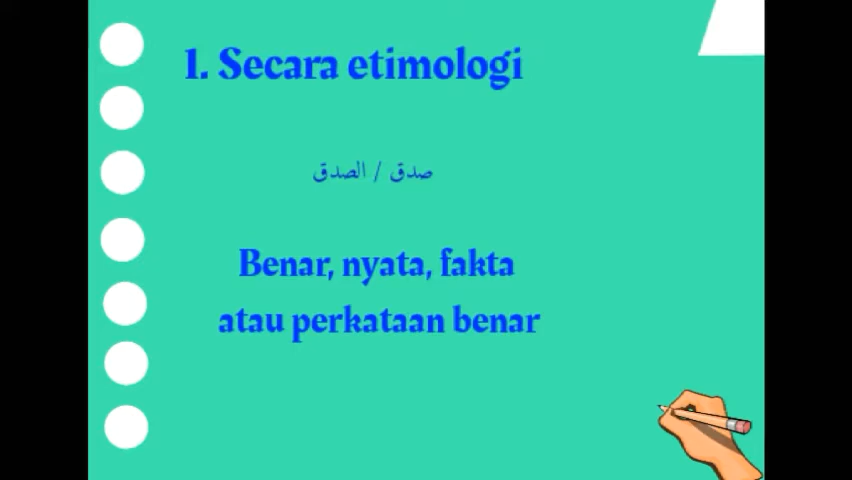 1. Secara etimologi
صدق / الصدق
Benar, nyata, fakta
atau perkataan benar